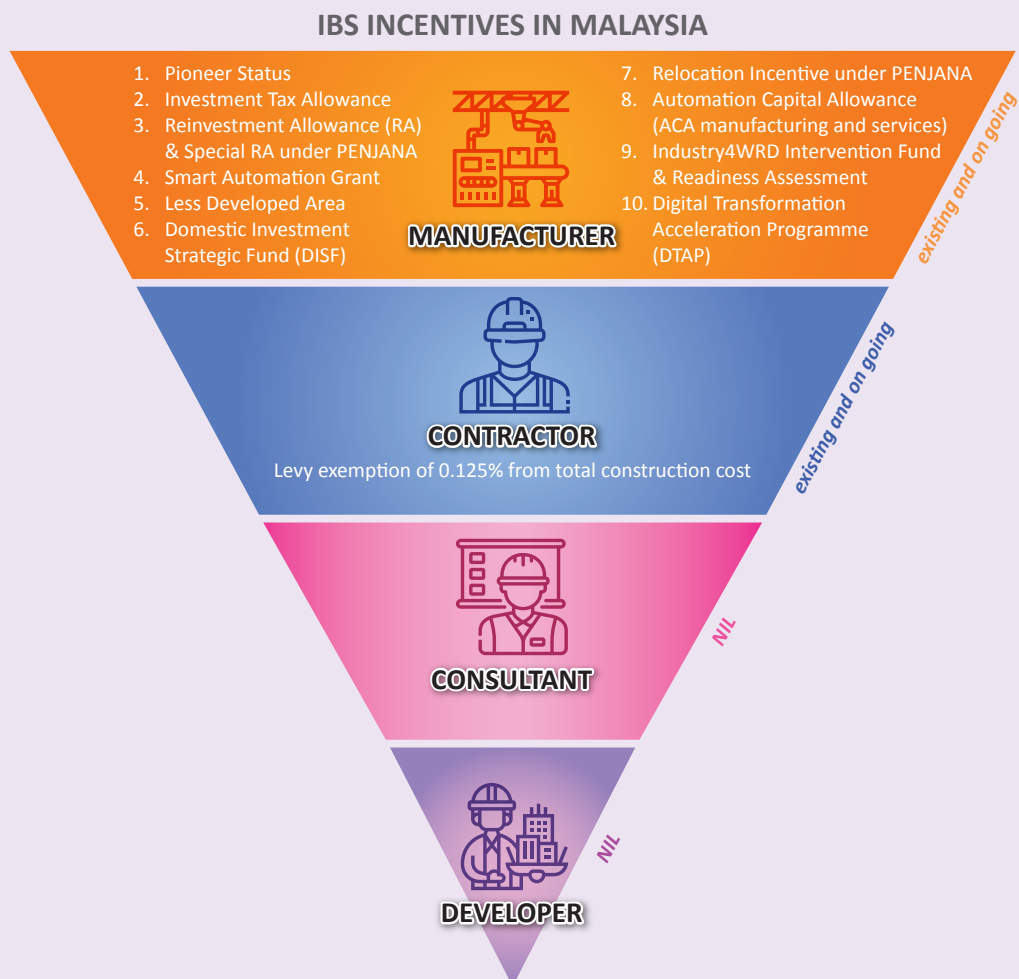 IBS INCENTIVES IN MALAYSIA
1. Pioneer Status
2. Investment Tax Allowance
3. Reinvestment Allowance (RA)
& Special RA under PENJANA
4. Smart Automation Grant
5. Less Developed Area
6. Domestic Investment
Strategic Fund (DISF)
7. Relocation Incentive under PENJANA
8. Automation Capital Allowance
(ACA manufacturing and services)
9. Industry4WRD Intervention Fund
& Readiness Assessment
10. Digital Transformation
Acceleration Programme
(DTAP)
MANUFACTURER
existing and on going
CONTRACTOR
Levy exemption of 0.125% from total construction cost
existing and on going
CONSULTANT
NIL
DEVELOPER
NIL